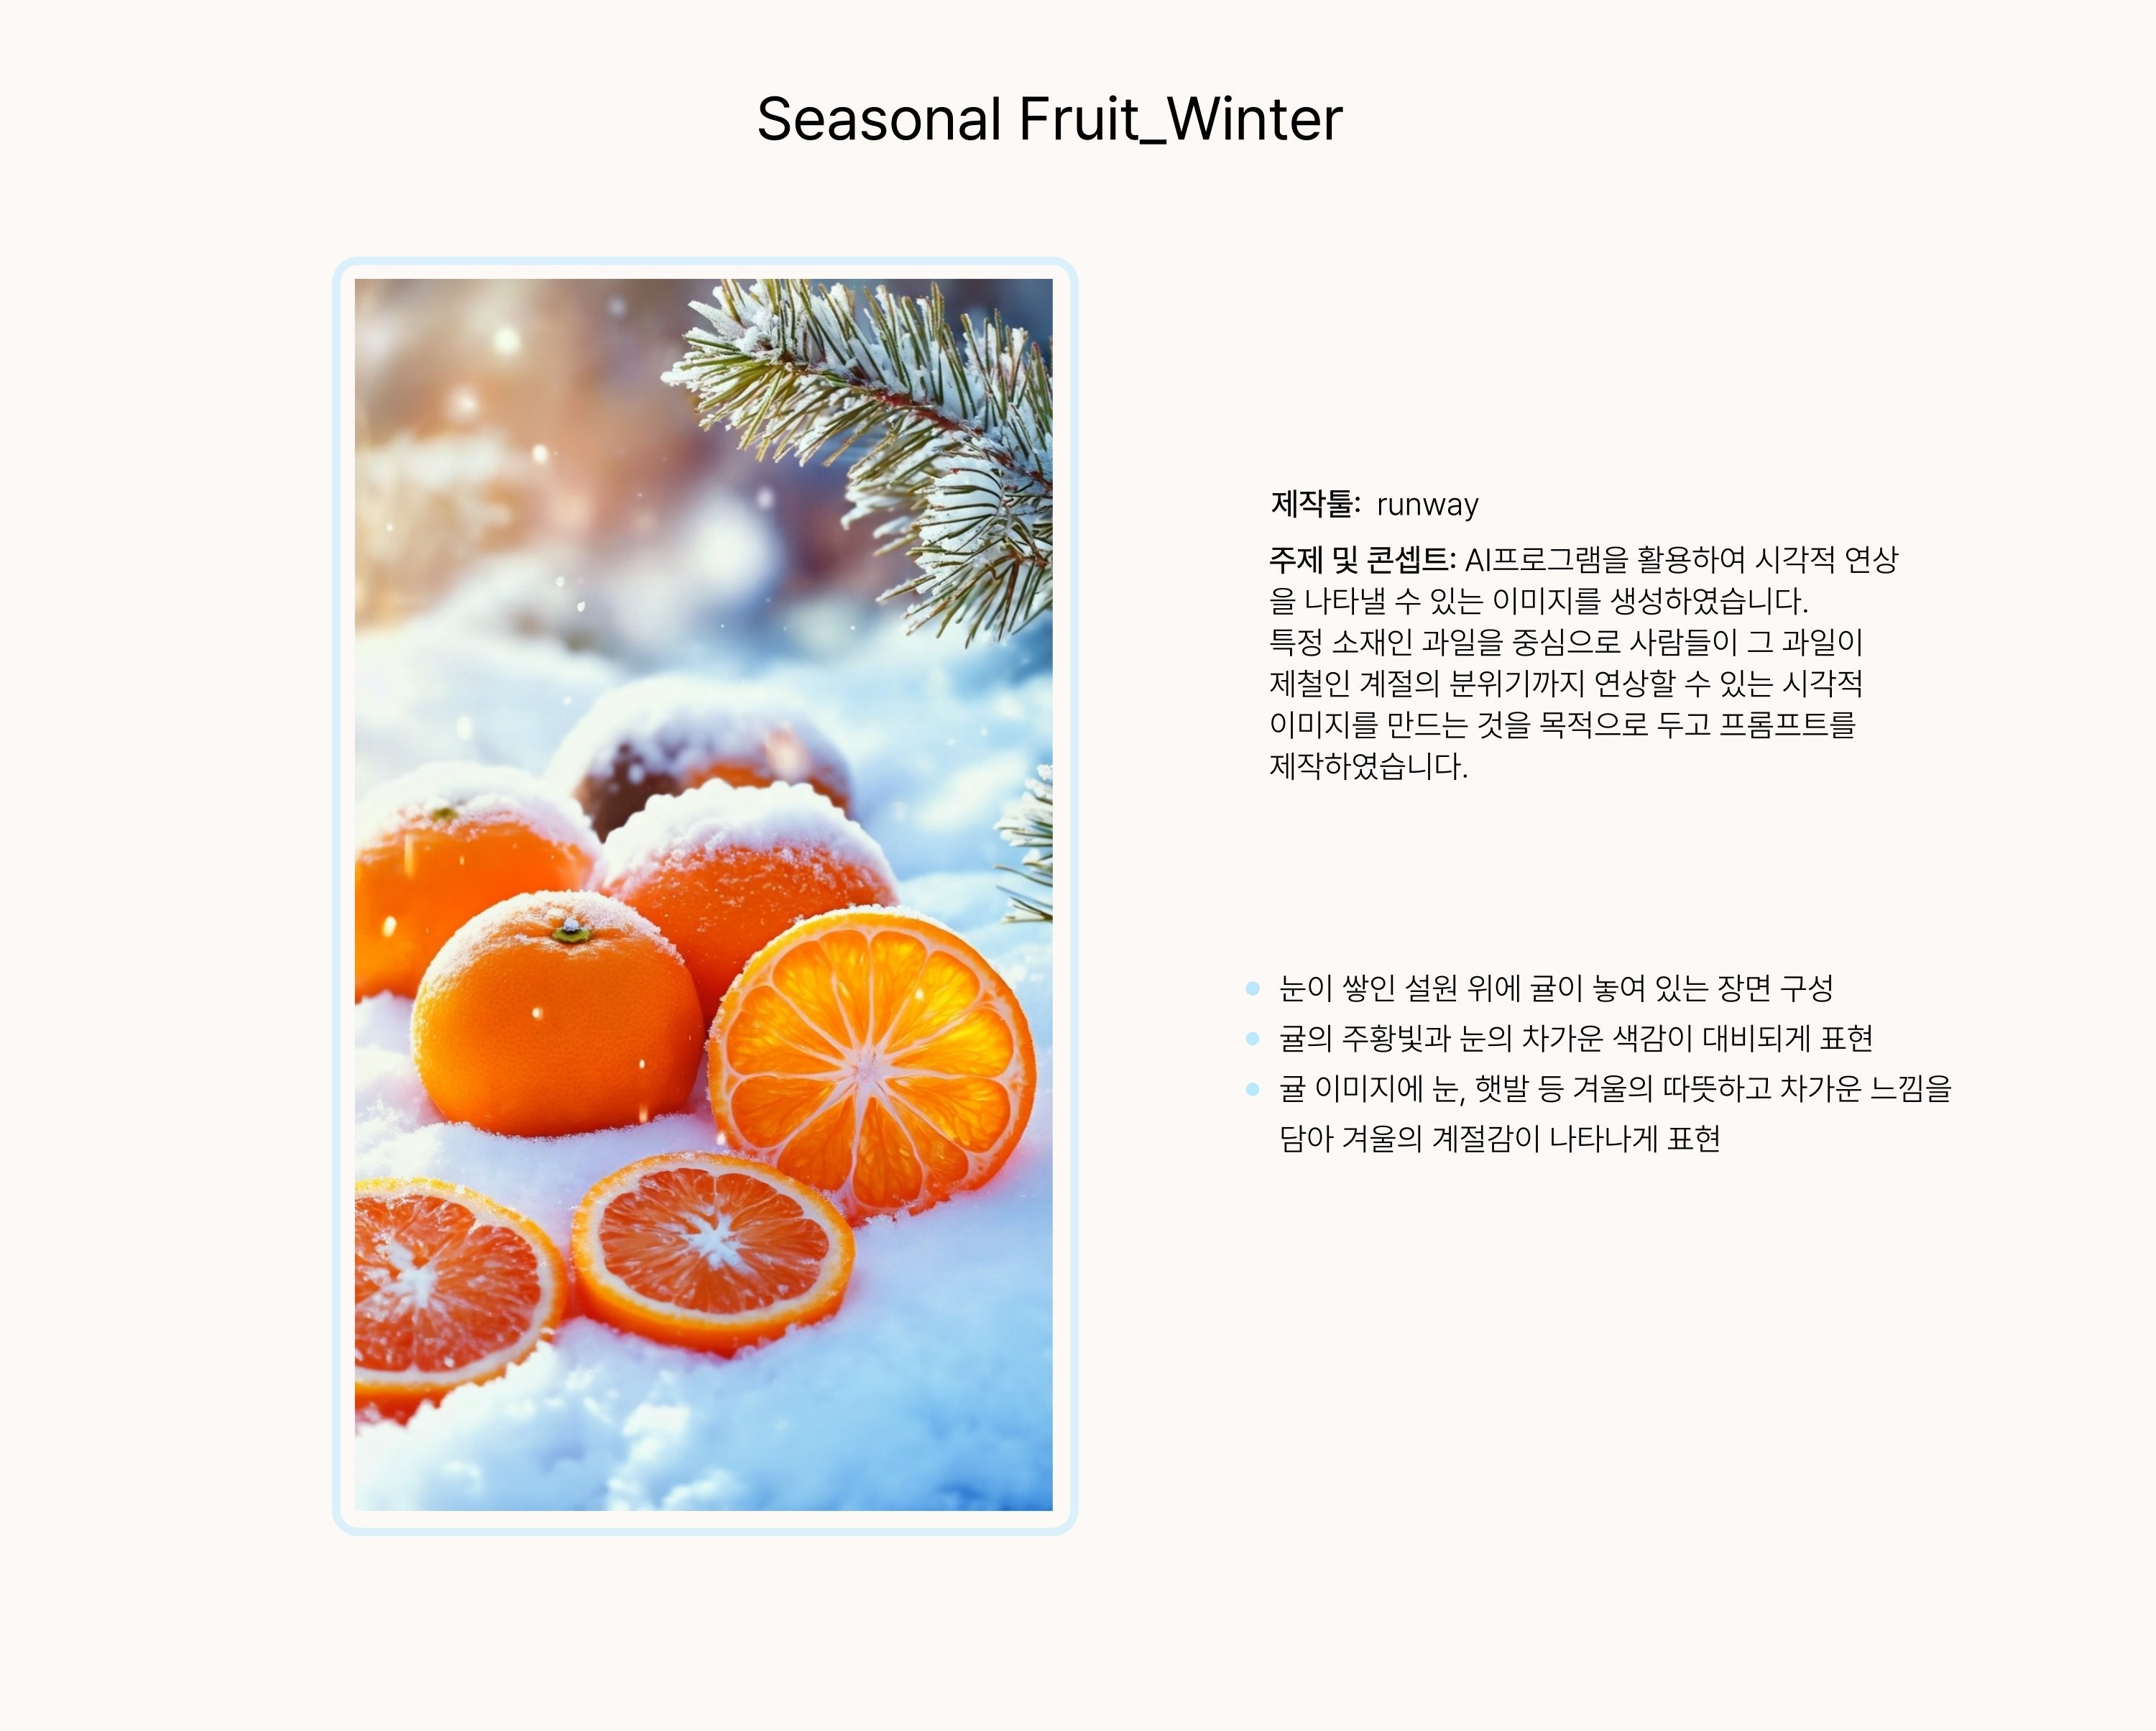 Seasonal Fruit_Winter
제작툴: runway
주제 및 콘셉트: AI프로그램을 활용하여 시각적 연상
을 나타낼 수 있는 이미지를 생성하였습니다.
특정 소재인 과일을 중심으로 사람들이 그 과일이
제철인 계절의 분위기까지 연상할 수 있는 시각적
이미지를 만드는 것을 목적으로 두고 프롬프트를
제작하였습니다.
눈이 쌓인 설원 위에 귤이 놓여 있는 장면 구성
귤의 주황빛과 눈의 차가운 색감이 대비되게 표현
귤 이미지에 눈, 햇발 등 겨울의 따뜻하고 차가운 느낌을
담아 겨울의 계절감이 나타나게 표현